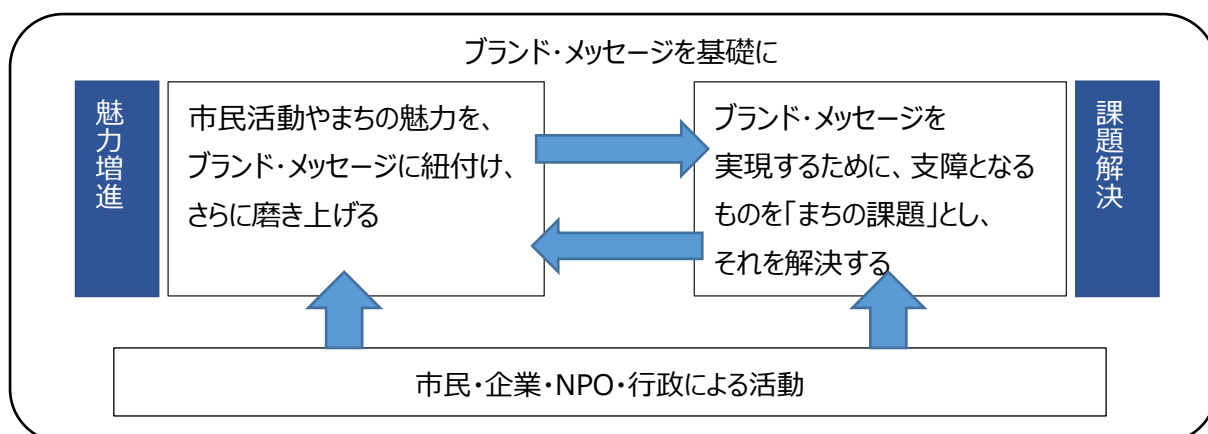 ブランド・メッセージを基礎に
魅力増進
市民活動やまちの魅力を、
ブランド・メッセージに紐付け、
さらに磨き上げる
ブランド・メッセージを
実現するために、支障となる
ものを「まちの課題」とし、
それを解決する
課題解決
市民・企業・NPO・行政による活動